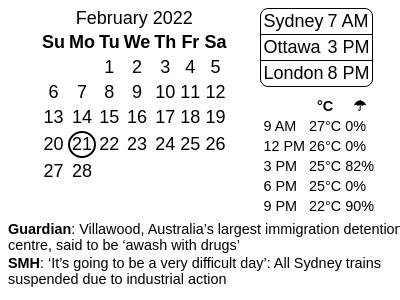 February 2022
Su Mo Tu We Th Fr Sa
1 2 3 4 5
6 7 8 9 10 11 12
13 14 15 16 17 18 19
20 21 22 23 24 25 26
27 28
Sydney 7 AM
Ottawa 3 PM
London 8 PM
°C ☂
9 AM 27°C 0%
12 PM 26°C 0%
3 PM 25°C 82%
6 PM 25°C 0%
9 PM 22°C 90%
Guardian: Villawood, Australia’s largest immigration detention
centre, said to be ‘awash with drugs’
SMH: ‘It’s going to be a very difficult day’: All Sydney trains
suspended due to industrial action